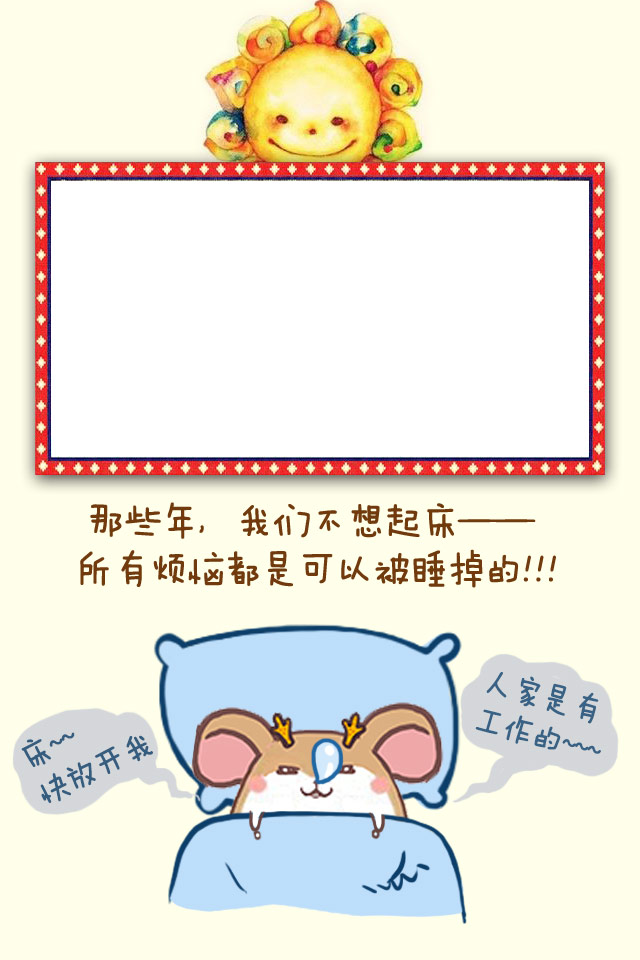 那些年，我们不想起床——
所有烦恼都是可以被睡掉的!!!
人家是有
工作的~~~
床~~
快放开我